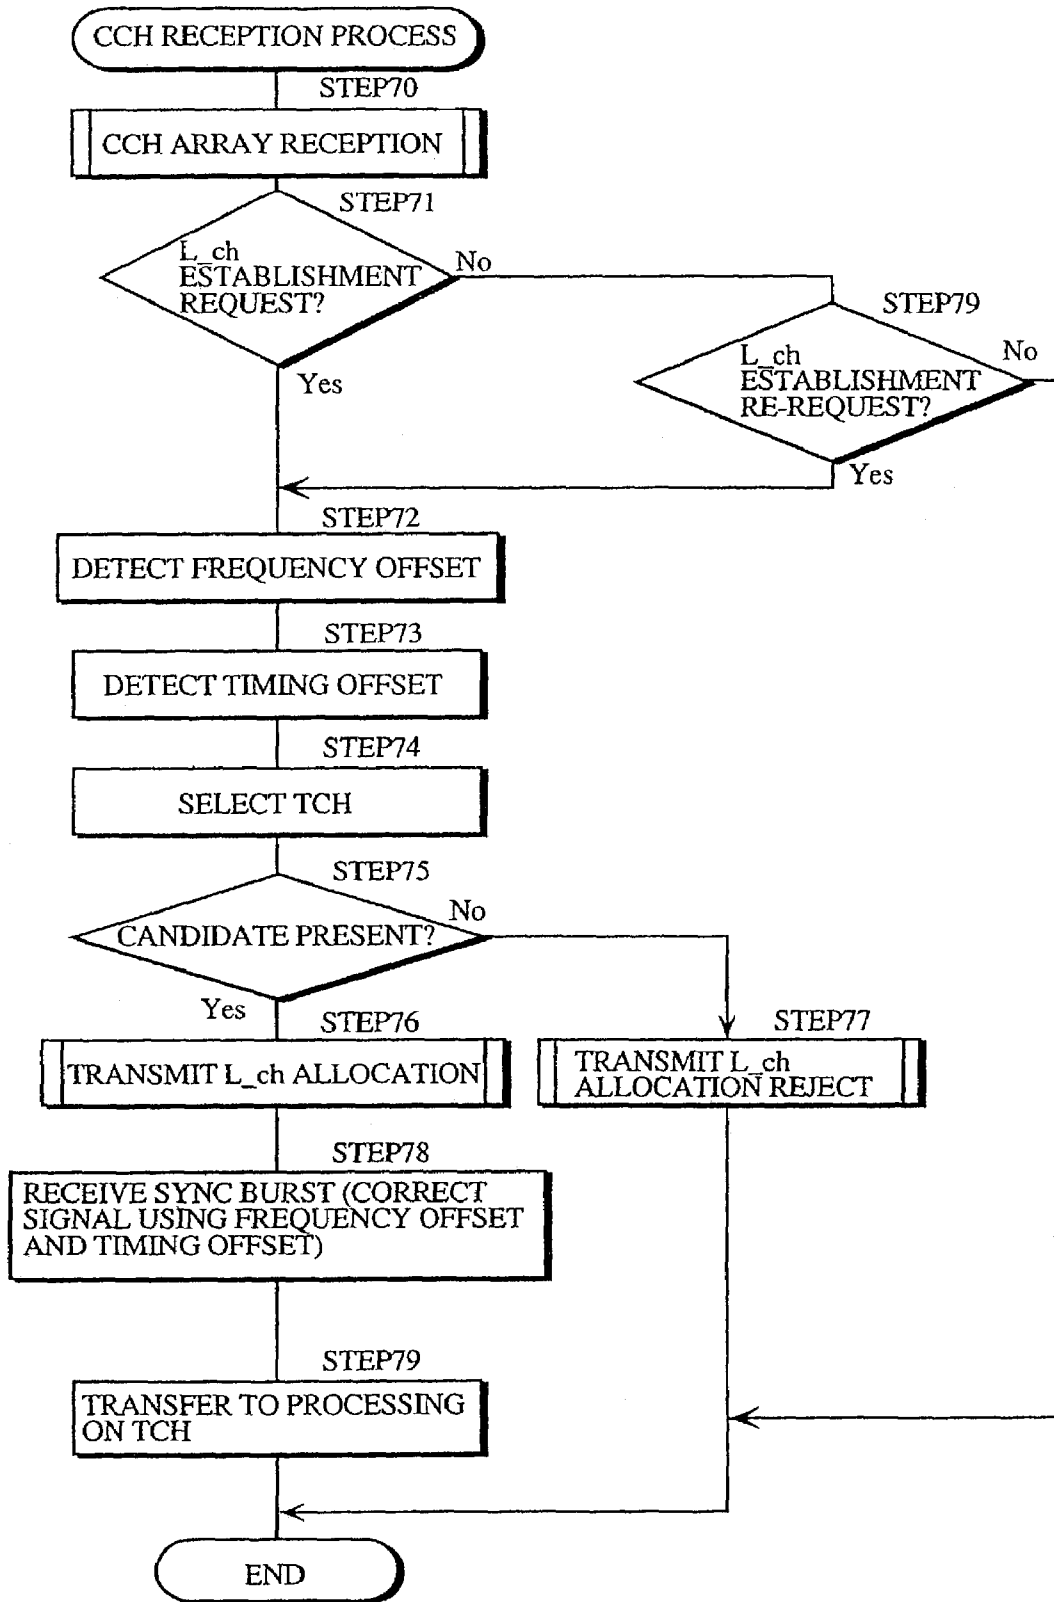 CCH RECEPTION PROCESS
STEP70
CCH ARRAY RECEPTION
STEP71
L_ch
ESTABLISHMENT
REQUEST?
No
Yes
STEP79
L_ch
ESTABLISHMENT
RE-REQUEST?
No
Yes
STEP72
DETECT FREQUENCY OFFSET
STEP73
DETECT TIMING OFFSET
STEP74
SELECT TCH
STEP75
CANDIDATE PRESENT?
No
Yes
STEP76
TRANSMIT L_ch ALLOCATION
STEP77
TRANSMIT L_ch
ALLOCATION REJECT
STEP78
RECEIVE SYNC BURST (CORRECT
SIGNAL USING FREQUENCY OFFSET
AND TIMING OFFSET)
STEP79
TRANSFER TO PROCESSING
ON TCH
END